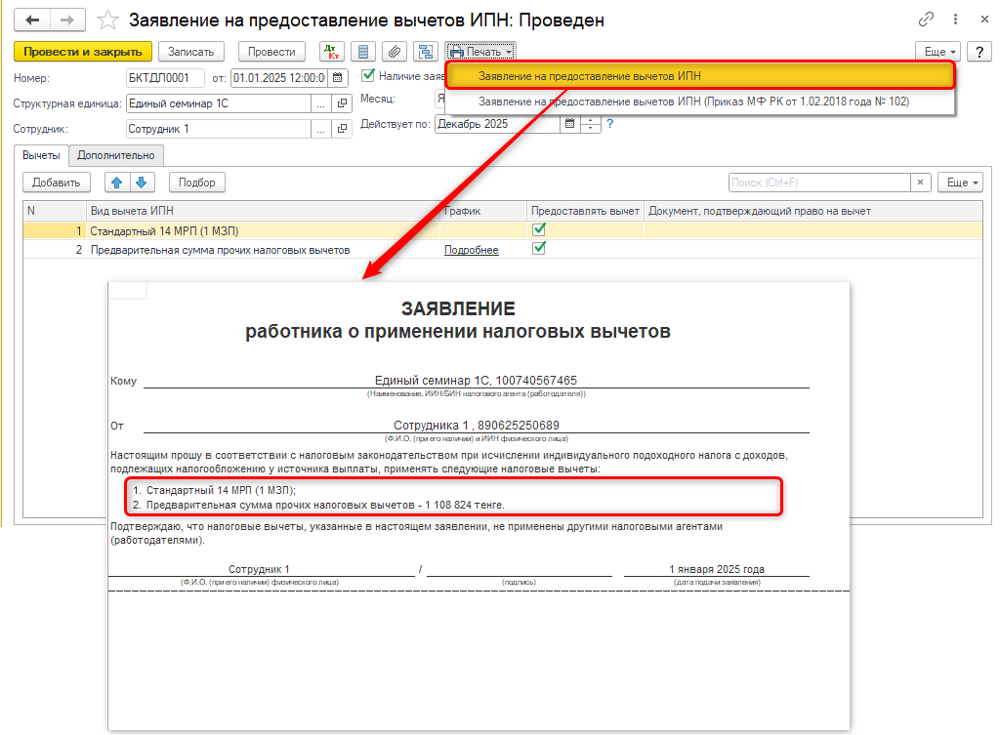 Заявление на предоставление вычетов ИПН: Проведен
Провести и закрыть Записать Провести Дт Кт Печать Еще ?
Номер: БКТДЛ0001 от: 01.01.2025 12:00:0 Наличие зая
Заявление на предоставление вычетов ИПН
Заявление на предоставление вычетов ИПН (Приказ МФ РК от 1.02.2018 года № 102)
Структурная единица: Единый семинар 1С ... Месяц: Я
Сотрудник: Сотрудник 1 ... Действует по: Декабрь 2025 ?
Вычеты Дополнительно
Добавить Подбор Поиск (Ctrl+F) × Еще
N Вид вычета ИПН График Предоставлять вычет Документ, подтверждающий право на вычет
1 Стандартный 14 МРП (1 МЗП)
2 Предварительная сумма прочих налоговых вычетов Подробнее
ЗАЯВЛЕНИЕ
работника о применении налоговых вычетов
Кому Единый семинар 1С, 100740567465
(Наименование, ИИН/БИН налогового агента (работодателя))
От Сотрудника 1 , 890625250689
(Ф.И.О. (при его наличии) и ИИН физического лица)
Настоящим прошу в соответствии с налоговым законодательством при исчислении индивидуального подоходного налога с доходов,
подлежащих налогообложению у источника выплаты, применять следующие налоговые вычеты:
1. Стандартный 14 МРП (1 МЗП);
2. Предварительная сумма прочих налоговых вычетов - 1 108 824 тенге.
Подтверждаю, что налоговые вычеты, указанные в настоящем заявлении, не применены другими налоговыми агентами
(работодателями).
Сотрудник 1 / 1 января 2025 года
(Ф.И.О. (при его наличии) физического лица) (подпись) (дата подачи заявления)